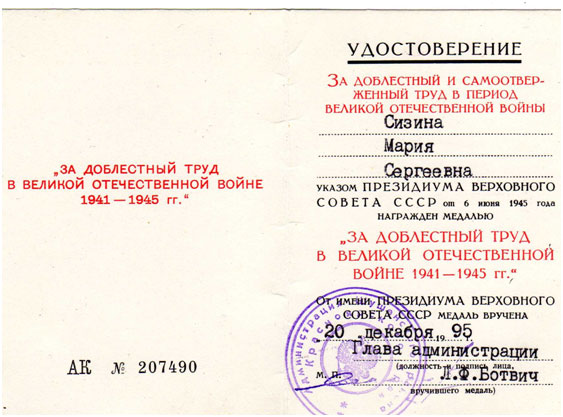 „ЗА ДОБЛЕСТНЫЙ ТРУД
В ВЕЛИКОЙ ОТЕЧЕСТВЕННОЙ ВОЙНЕ
1941—1945 гг.“
АК № 207490
УДОСТОВЕРЕНИЕ
ЗА ДОБЛЕСТНЫЙ И САМООТВЕР-
ЖЕННЫЙ ТРУД В ПЕРИОД
ВЕЛИКОЙ ОТЕЧЕСТВЕННОЙ ВОЙНЫ
Сизина
Мария
Сергеевна
УКАЗОМ ПРЕЗИДИУМА ВЕРХОВНОГО
СОВЕТА СССР от 6 июня 1945 года
НАГРАЖДЕН МЕДАЛЬЮ
„ЗА ДОБЛЕСТНЫЙ ТРУД
В ВЕЛИКОЙ ОТЕЧЕСТВЕННОЙ
ВОЙНЕ 1941—1945 гг.“
ОТ ИМЕНИ ПРЕЗИДИУМА ВЕРХОВНОГО
СОВЕТА СССР МЕДАЛЬ ВРУЧЕНА
20 декабря 19 95
Глава администрации
(должность и подпись лица,
М. П. Л.Ф.Ботвич
вручившего медаль)